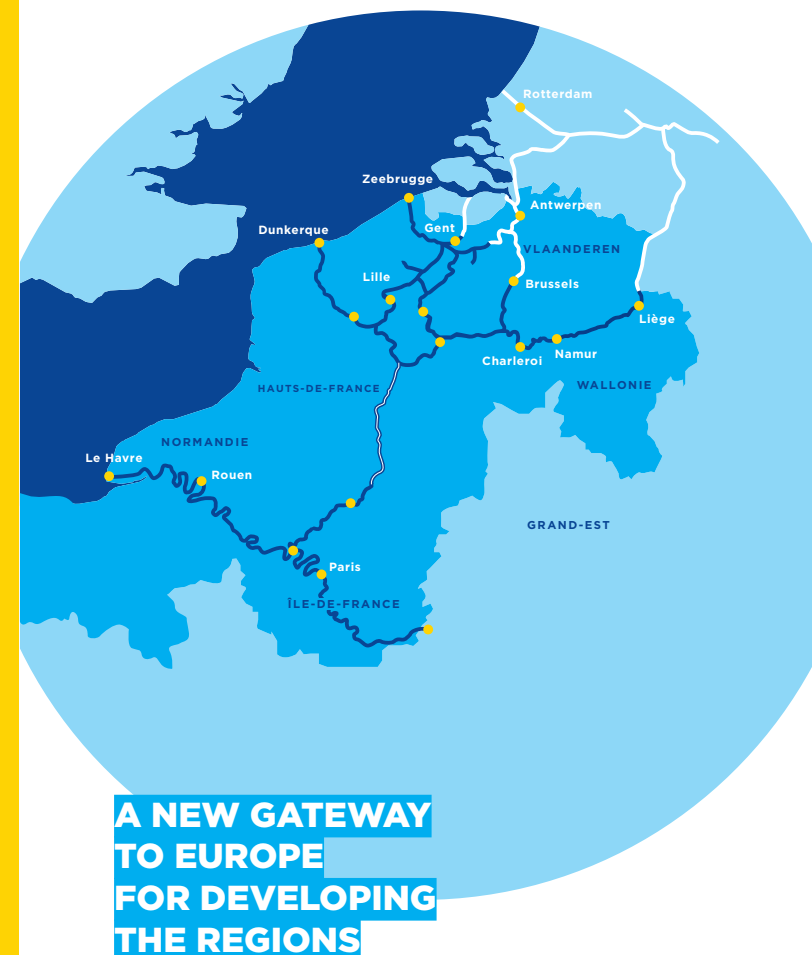 Rotterdam
Zeebrugge
Antwerpen
Dunkerque
Gent
VLAANDEREN
Lille
Brussels
Liège
Charleroi
Namur
HAUTS-DE-FRANCE
WALLONIE
NORMANDIE
Le Havre
Rouen
GRAND-EST
Paris
ÎLE-DE-FRANCE
A NEW GATEWAY
TO EUROPE
FOR DEVELOPING
THE REGIONS